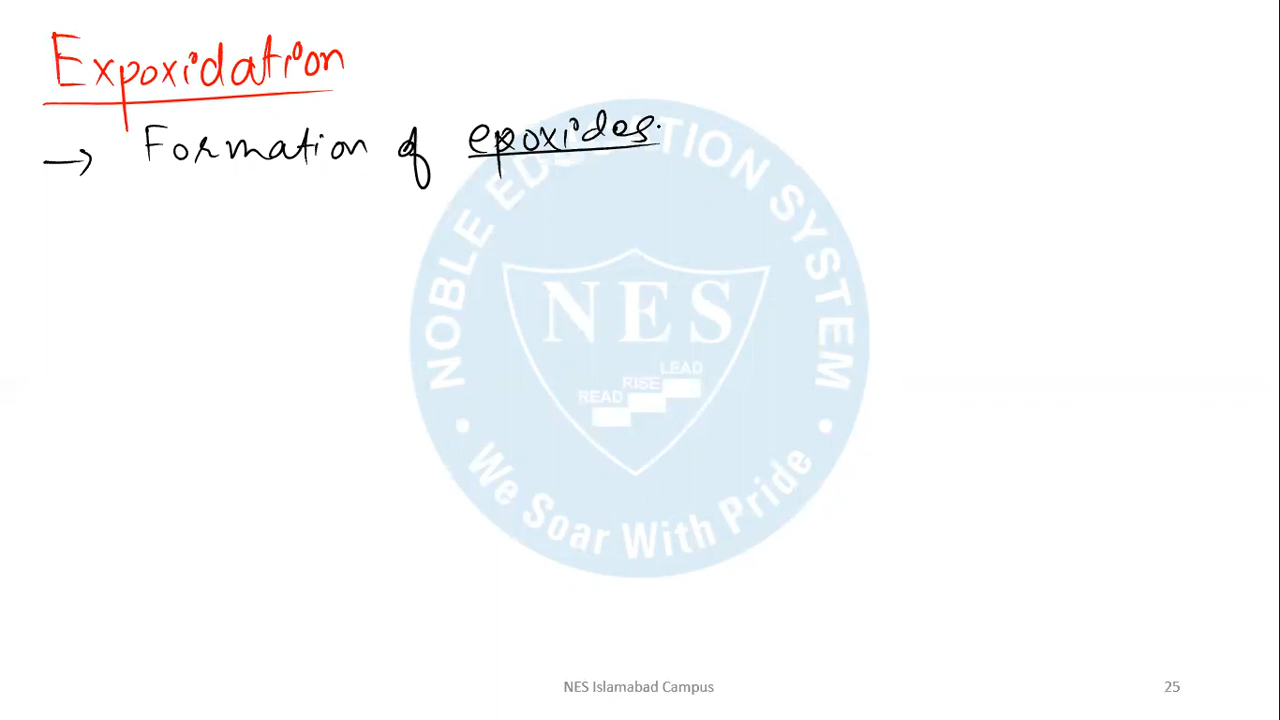 Expoxidation
→ Formation of epoxides.
NOBLE EDUCATION SYSTEM
NES
LEAD
RISE
READ
• We Soar With Pride •
NES Islamabad Campus
25